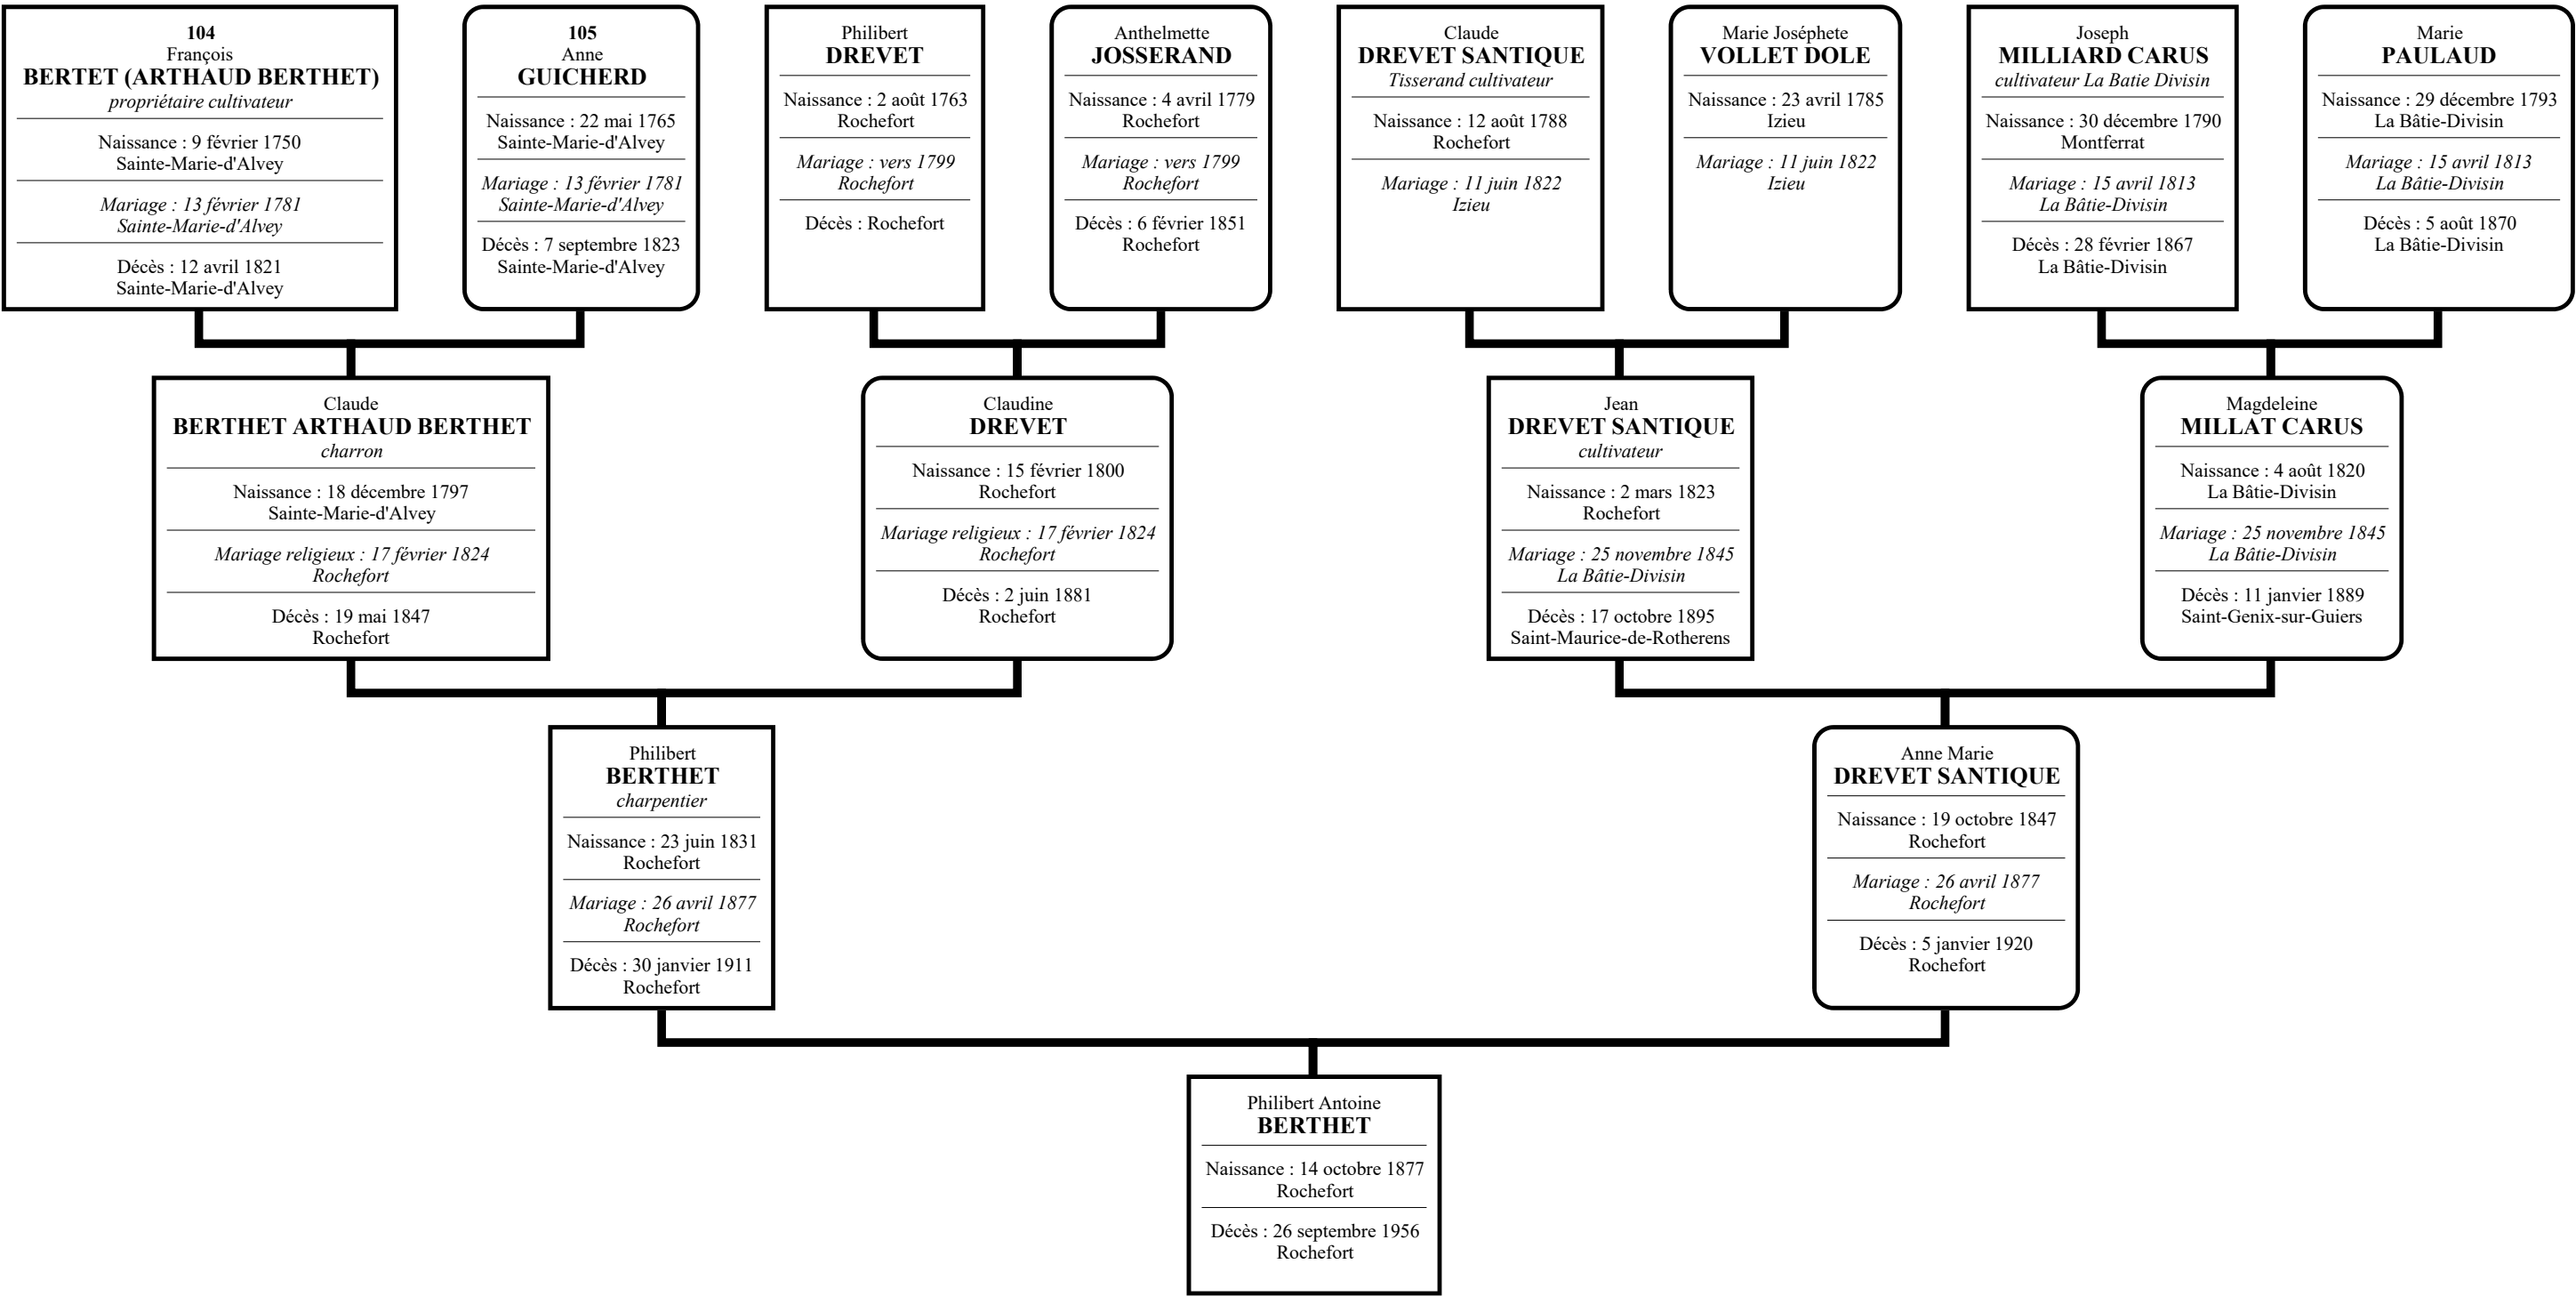 104
François
BERTET (ARTHAUD BERTHET)
propriétaire cultivateur
Naissance : 9 février 1750
Sainte-Marie-d'Alvey
Mariage : 13 février 1781
Sainte-Marie-d'Alvey
Décès : 12 avril 1821
Sainte-Marie-d'Alvey
105
Anne
GUICHERD
Naissance : 22 mai 1765
Sainte-Marie-d'Alvey
Mariage : 13 février 1781
Sainte-Marie-d'Alvey
Décès : 7 septembre 1823
Sainte-Marie-d'Alvey
Philibert
DREVET
Naissance : 2 août 1763
Rochefort
Mariage : vers 1799
Rochefort
Décès : Rochefort
Anthelmette
JOSSERAND
Naissance : 4 avril 1779
Rochefort
Mariage : vers 1799
Rochefort
Décès : 6 février 1851
Rochefort
Claude
DREVET SANTIQUE
Tisserand cultivateur
Naissance : 12 août 1788
Rochefort
Mariage : 11 juin 1822
Izieu
Marie Joséphete
VOLLET DOLE
Naissance : 23 avril 1785
Izieu
Mariage : 11 juin 1822
Izieu
Joseph
MILLIARD CARUS
cultivateur La Batie Divisin
Naissance : 30 décembre 1790
Montferrat
Mariage : 15 avril 1813
La Bâtie-Divisin
Décès : 28 février 1867
La Bâtie-Divisin
Marie
PAULAUD
Naissance : 29 décembre 1793
La Bâtie-Divisin
Mariage : 15 avril 1813
La Bâtie-Divisin
Décès : 5 août 1870
La Bâtie-Divisin
Claude
BERTHET ARTHAUD BERTHET
charron
Naissance : 18 décembre 1797
Sainte-Marie-d'Alvey
Mariage religieux : 17 février 1824
Rochefort
Décès : 19 mai 1847
Rochefort
Claudine
DREVET
Naissance : 15 février 1800
Rochefort
Mariage religieux : 17 février 1824
Rochefort
Décès : 2 juin 1881
Rochefort
Jean
DREVET SANTIQUE
cultivateur
Naissance : 2 mars 1823
Rochefort
Mariage : 25 novembre 1845
La Bâtie-Divisin
Décès : 17 octobre 1895
Saint-Maurice-de-Rotherens
Magdeleine
MILLAT CARUS
Naissance : 4 août 1820
La Bâtie-Divisin
Mariage : 25 novembre 1845
La Bâtie-Divisin
Décès : 11 janvier 1889
Saint-Genix-sur-Guiers
Philibert
BERTHET
charpentier
Naissance : 23 juin 1831
Rochefort
Mariage : 26 avril 1877
Rochefort
Décès : 30 janvier 1911
Rochefort
Anne Marie
DREVET SANTIQUE
Naissance : 19 octobre 1847
Rochefort
Mariage : 26 avril 1877
Rochefort
Décès : 5 janvier 1920
Rochefort
Philibert Antoine
BERTHET
Naissance : 14 octobre 1877
Rochefort
Décès : 26 septembre 1956
Rochefort